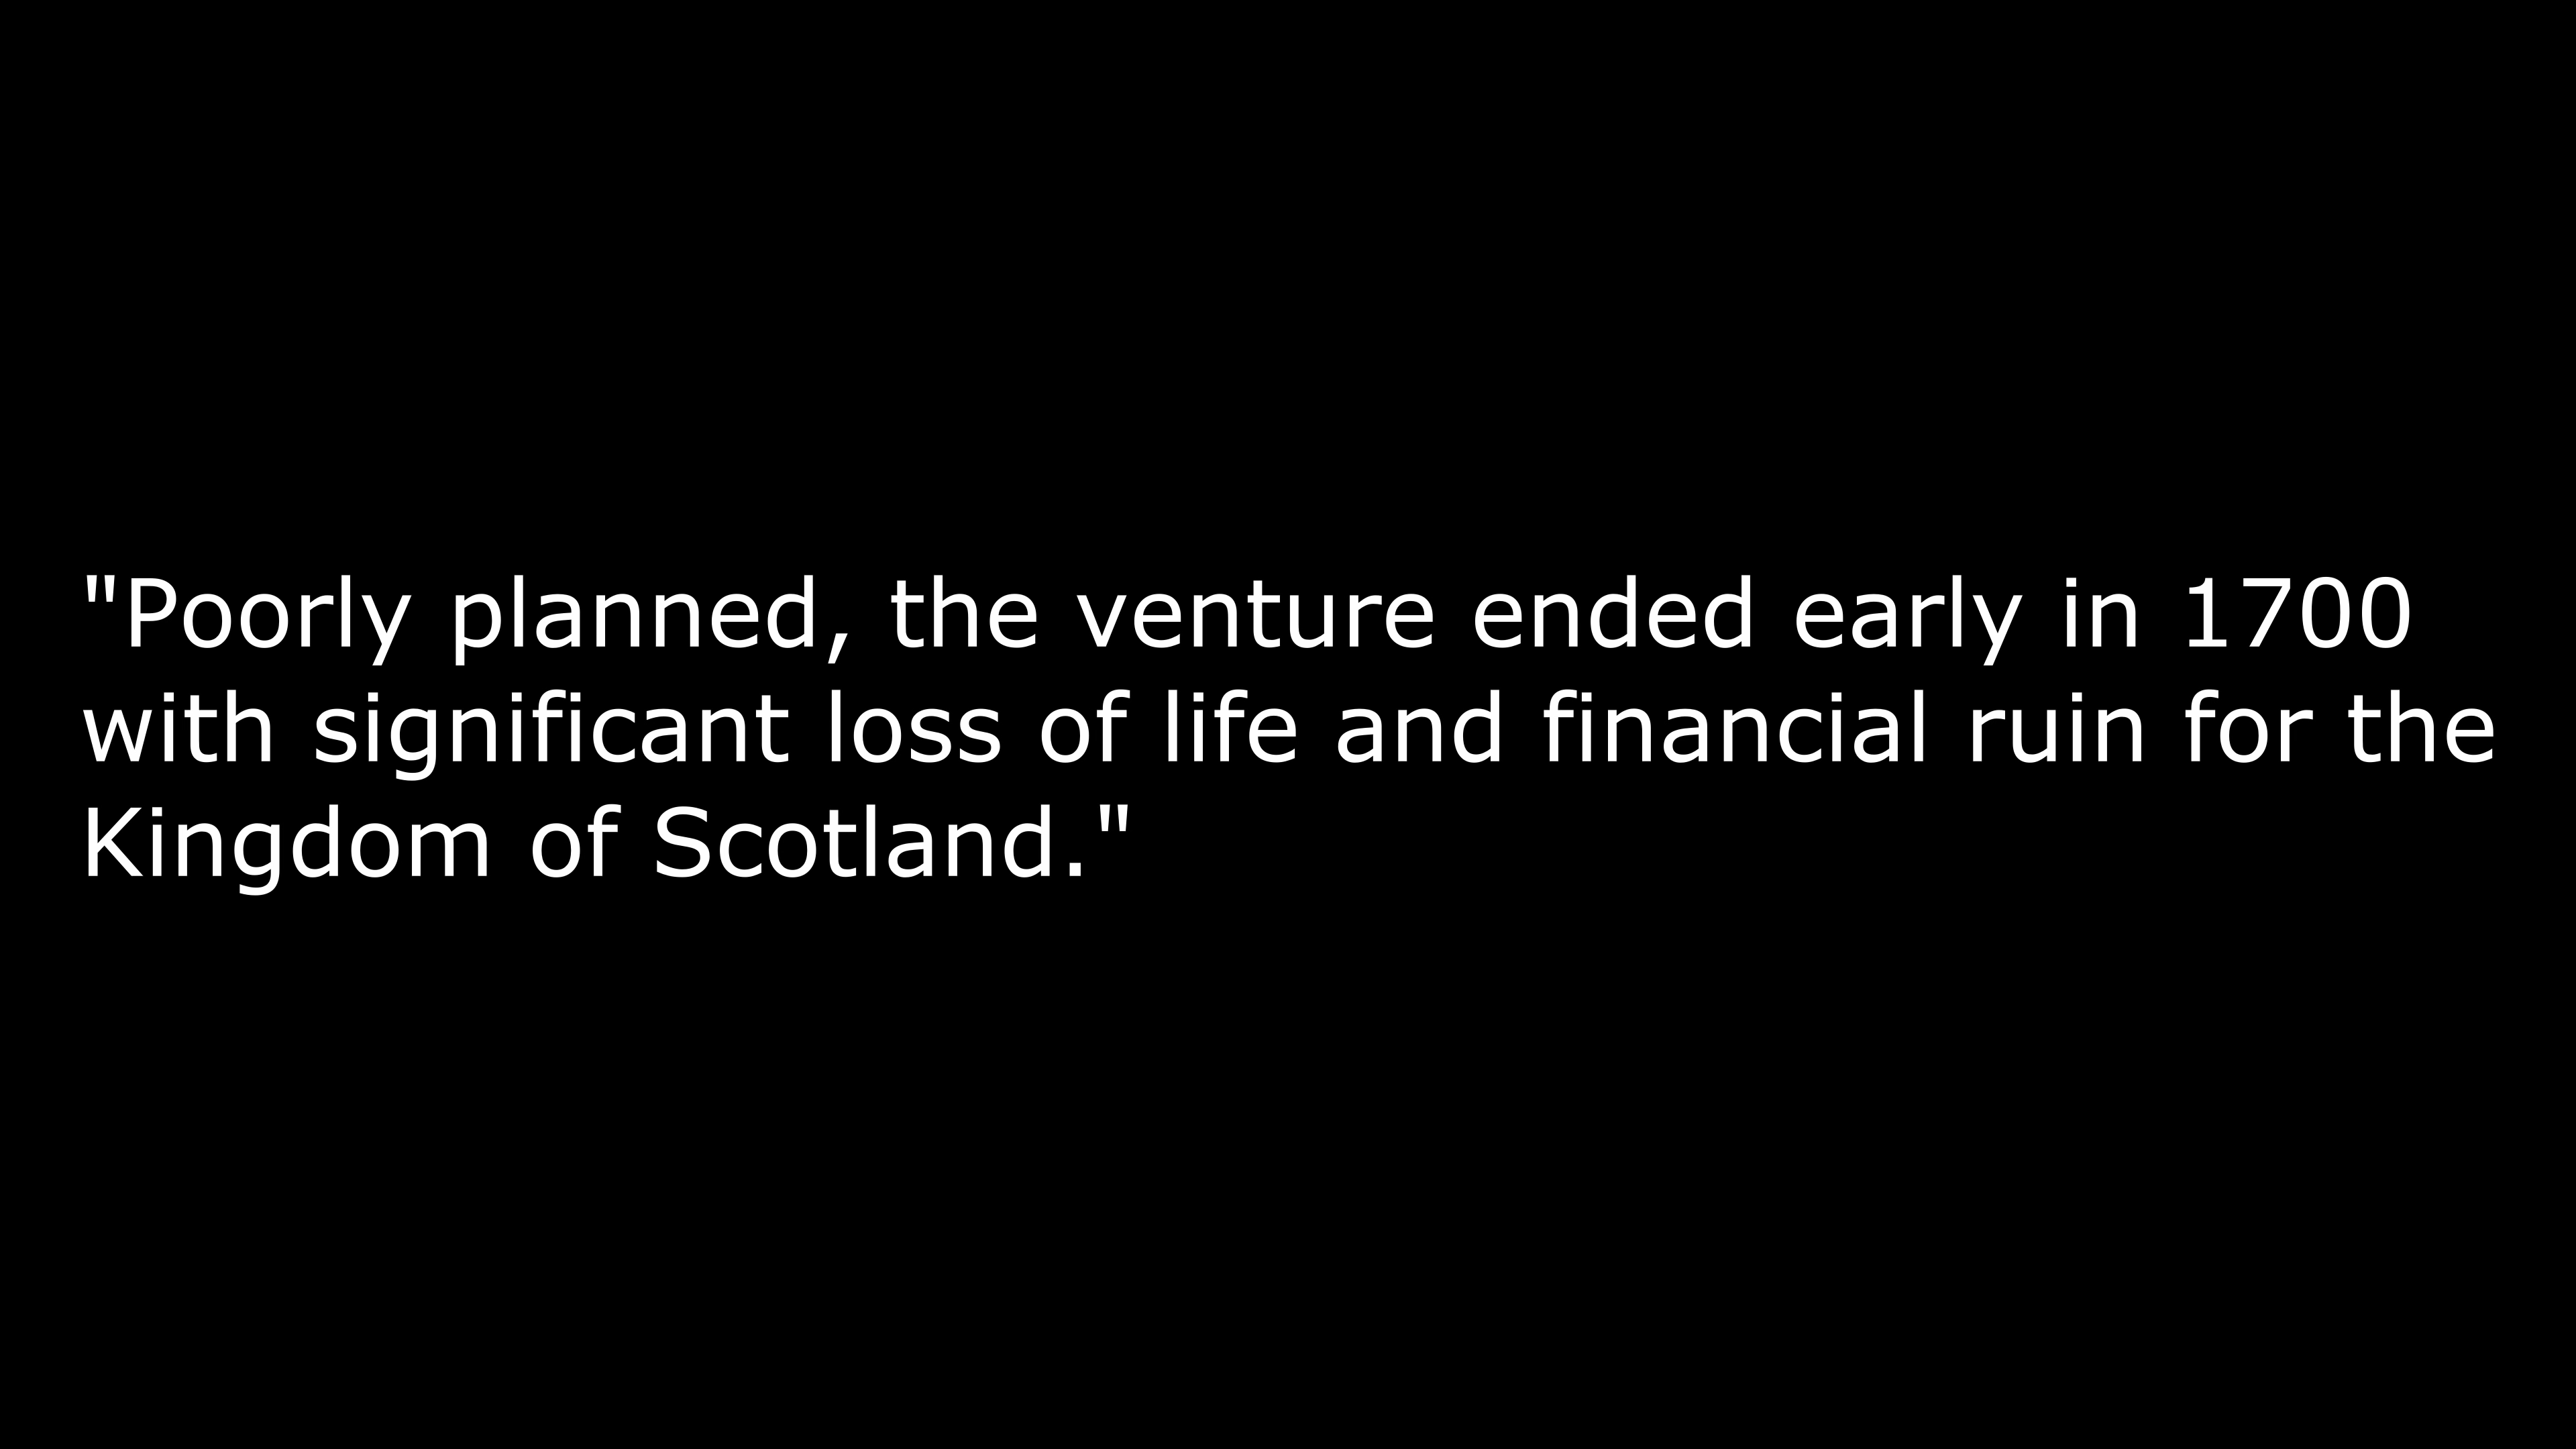 "Poorly planned, the venture ended early in 1700
with significant loss of life and financial ruin for the
Kingdom of Scotland."